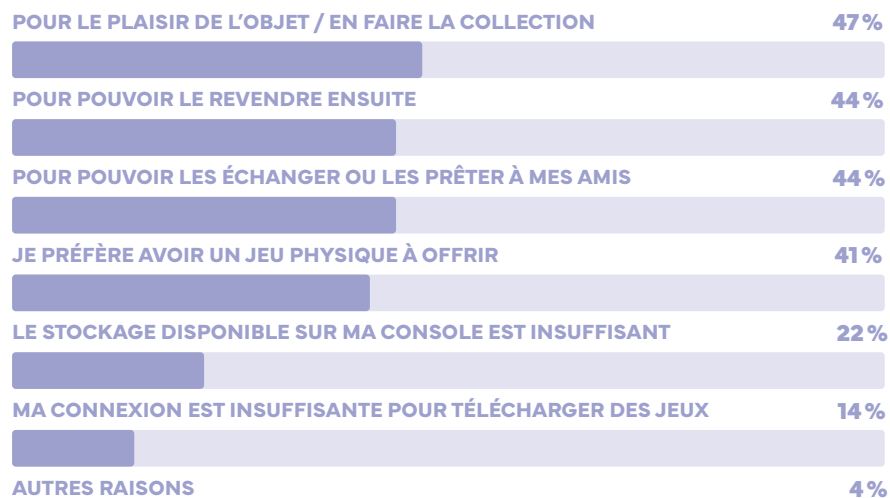 POUR LE PLAISIR DE L’OBJET / EN FAIRE LA COLLECTION 47 %
POUR POUVOIR LE REVENDRE ENSUITE 44 %
POUR POUVOIR LES ÉCHANGER OU LES PRÊTER À MES AMIS 44 %
JE PRÉFÈRE AVOIR UN JEU PHYSIQUE À OFFRIR 41 %
LE STOCKAGE DISPONIBLE SUR MA CONSOLE EST INSUFFISANT 22 %
MA CONNEXION EST INSUFFISANTE POUR TÉLÉCHARGER DES JEUX 14 %
AUTRES RAISONS 4 %